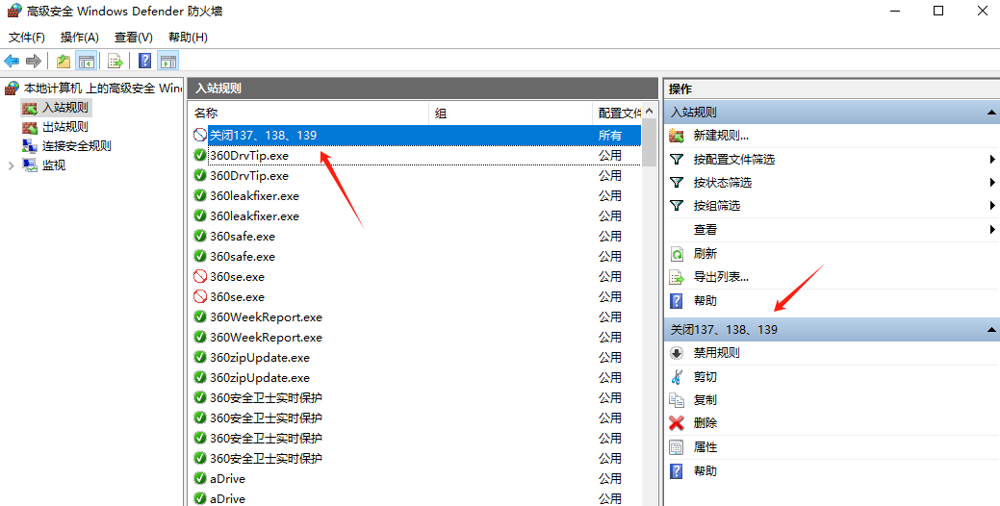 高级安全 Windows Defender 防火墙
文件(F) 操作(A) 查看(V) 帮助(H)
本地计算机 上的高级安全 Win
入站规则
出站规则
连接安全规则
监视
入站规则
名称 组 配置文件
关闭137、138、139 所有
360DrvTip.exe 公用
360DrvTip.exe 公用
360leakfixer.exe 公用
360leakfixer.exe 公用
360safe.exe 公用
360safe.exe 公用
360se.exe 公用
360se.exe 公用
360WeekReport.exe 公用
360WeekReport.exe 公用
360zipUpdate.exe 公用
360zipUpdate.exe 公用
360安全卫士实时保护 公用
360安全卫士实时保护 公用
360安全卫士实时保护 公用
360安全卫士实时保护 公用
aDrive 公用
aDrive 公用
操作
入站规则
新建规则...
按配置文件筛选
按状态筛选
按组筛选
查看
刷新
导出列表...
帮助
关闭137、138、139
禁用规则
剪切
复制
删除
属性
帮助